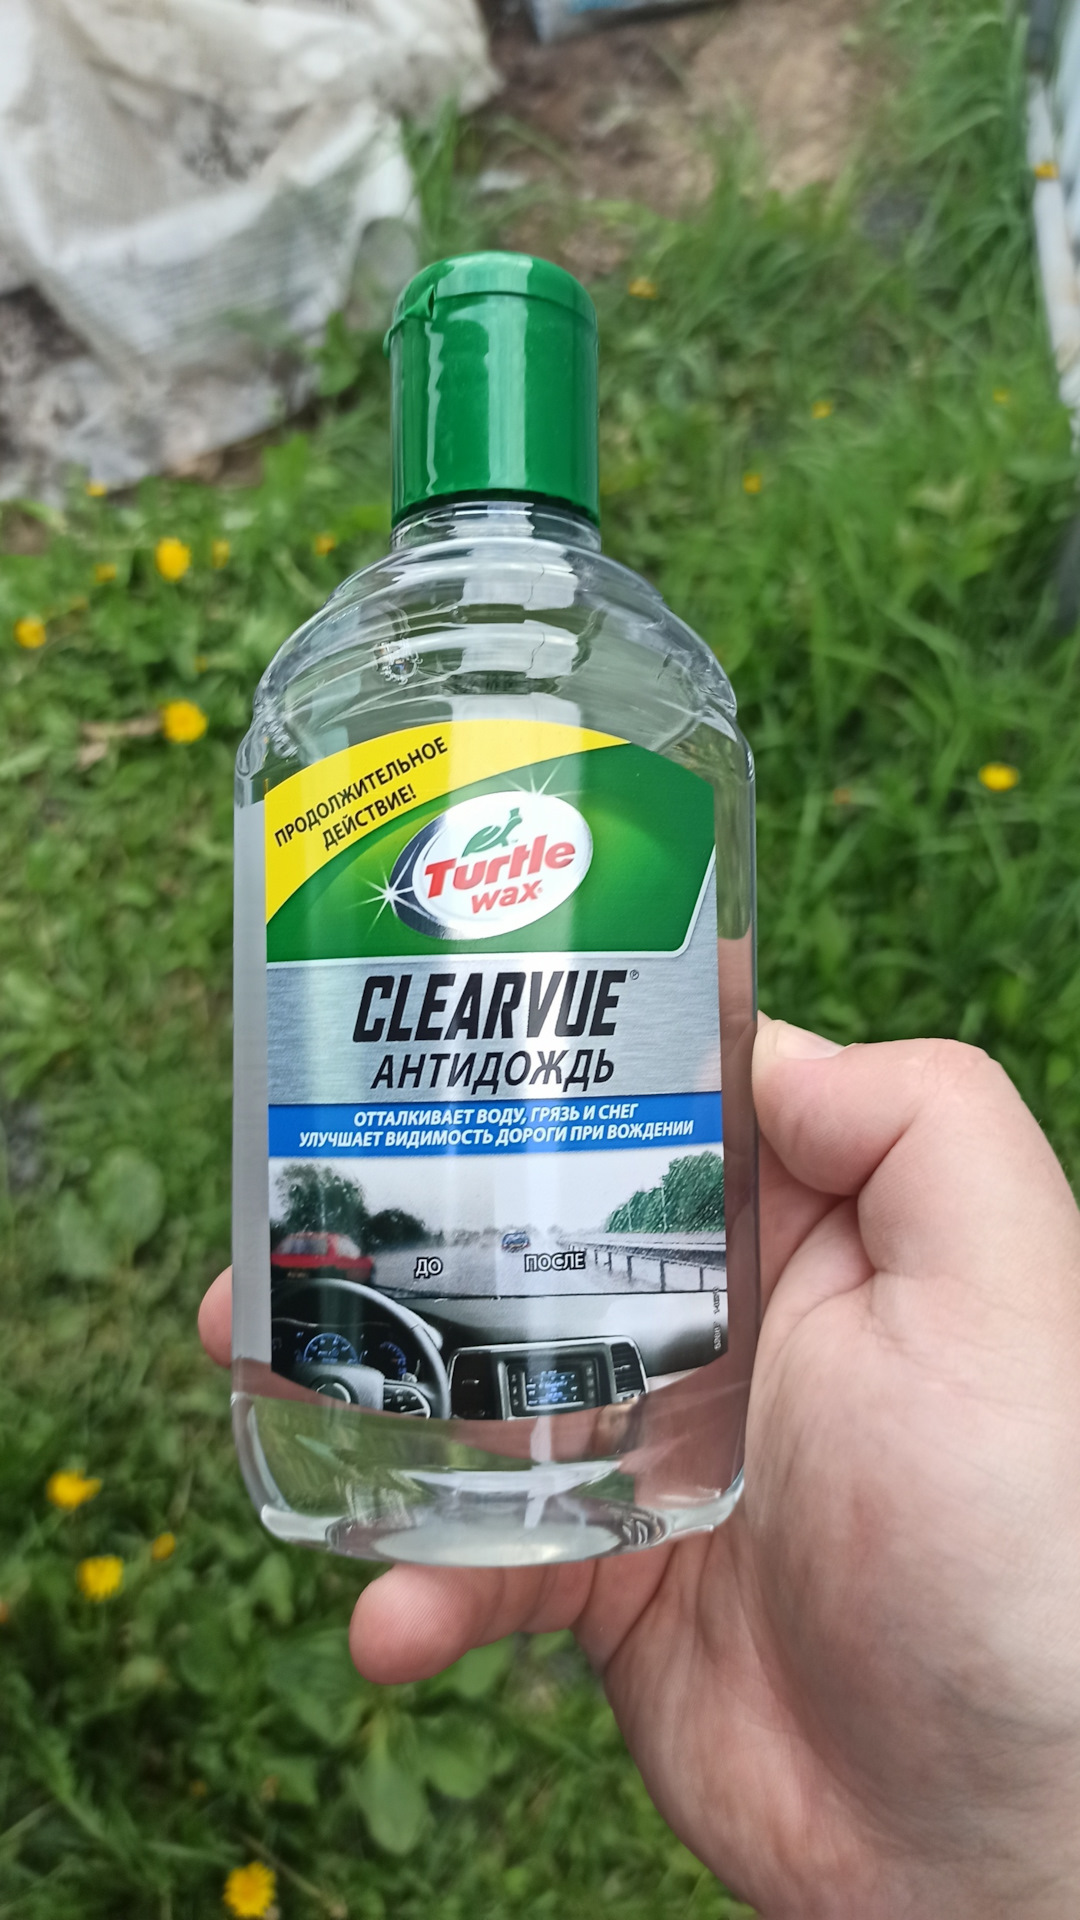 ПРОДОЛЖИТЕЛЬНОЕ
ДЕЙСТВИЕ!
Turtle
wax
CLEARVUE®
АНТИДОЖДЬ
ОТТАЛКИВАЕТ ВОДУ, ГРЯЗЬ И СНЕГ
УЛУЧШАЕТ ВИДИМОСТЬ ДОРОГИ ПРИ ВОЖДЕНИИ
ДО
ПОСЛЕ